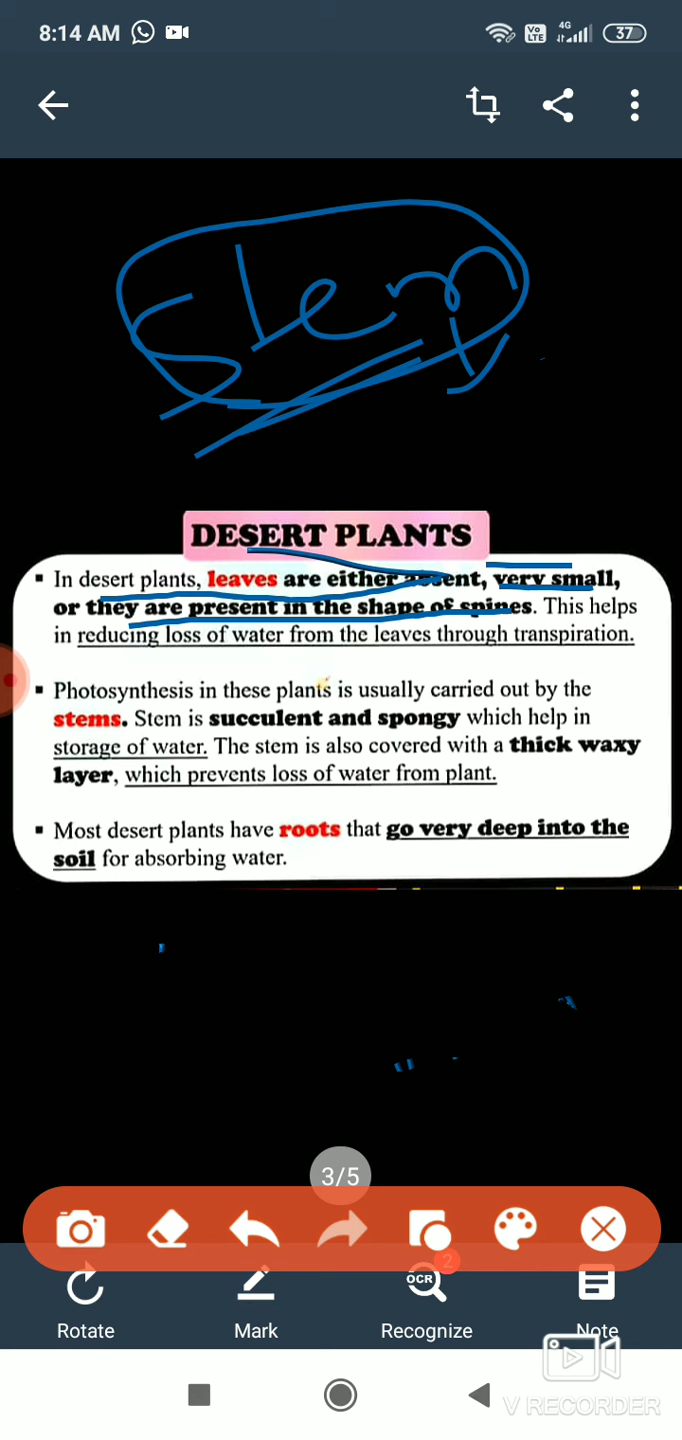 8:14 AM
Vo LTE
4G
37
Stem
DESERT PLANTS
▪ In desert plants, leaves are either absent, very small,
or they are present in the shape of spines. This helps
in reducing loss of water from the leaves through transpiration.
▪ Photosynthesis in these plants is usually carried out by the
stems. Stem is succulent and spongy which help in
storage of water. The stem is also covered with a thick waxy
layer, which prevents loss of water from plant.
▪ Most desert plants have roots that go very deep into the
soil for absorbing water.
3/5
2
OCR
Rotate Mark Recognize Note
V RECORDER